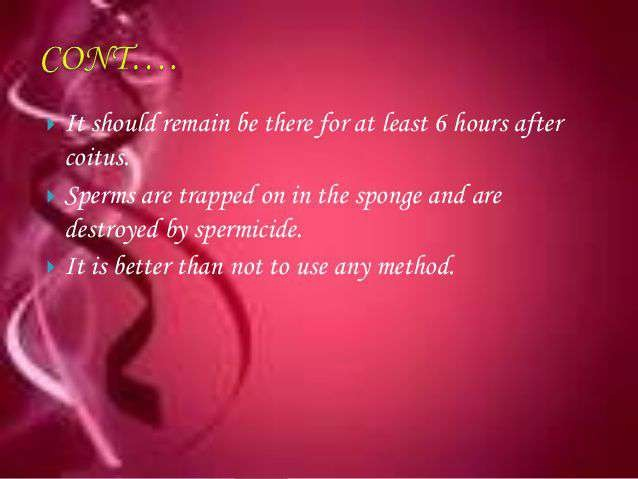 CONT....
It should remain be there for at least 6 hours after
coitus.
Sperms are trapped on in the sponge and are
destroyed by spermicide.
It is better than not to use any method.